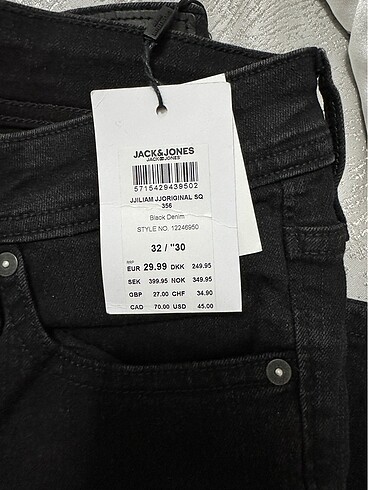 JACK&JONES
JACK&JONES
5715429439502
JJILIAM JJORIGINAL SQ
356
Black Denim
STYLE NO. 12246950
32 / "30
RRP
EUR 29.99 DKK 249.95
SEK 399.95 NOK 349.95
GBP 27.00 CHF 34.90
CAD 70.00 USD 45.00